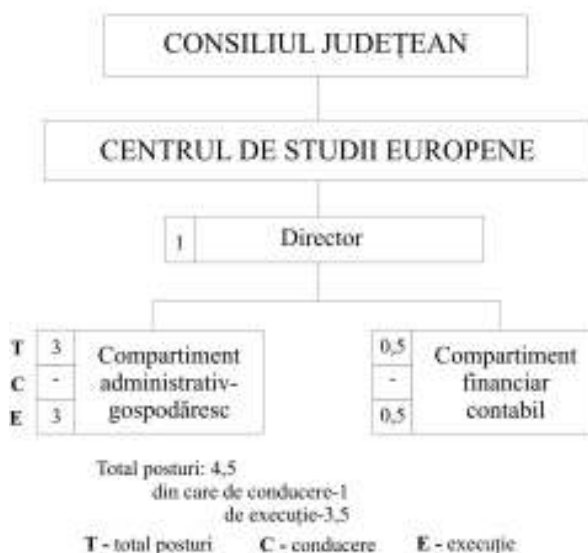 CONSILIUL JUDEȚEAN
CENTRUL DE STUDII EUROPENE
1 Director
T 3 Compartiment 0,5 Compartiment
C - administrativ- - financiar
E 3 gospodăresc 0,5 contabil
Total posturi: 4,5
din care de conducere-1
de execuție-3,5
T - total posturi C - conducere E - execuție